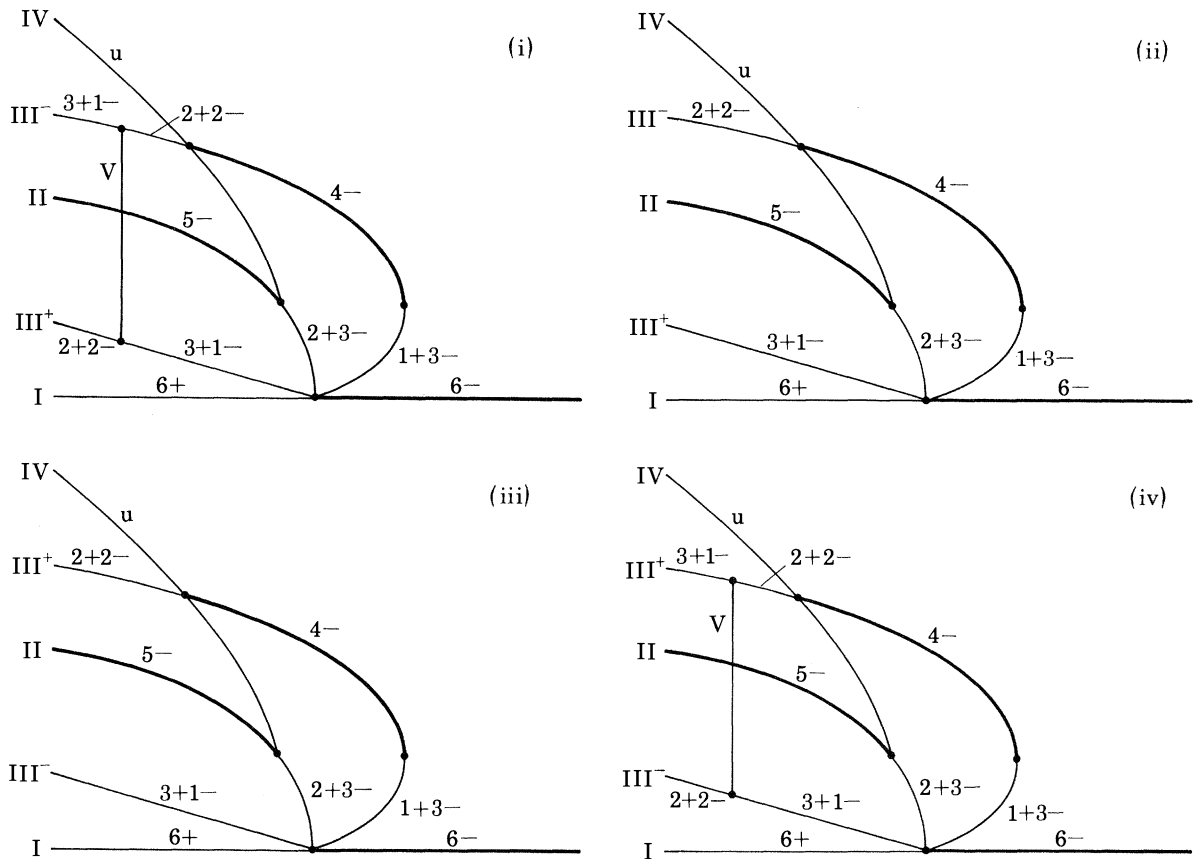 IV
u
(i)
III⁻ 3+1− 2+2−
V
4−
II
5−
III⁺
2+2− 3+1− 2+3− 1+3−
I 6+ 6−
IV
u
(ii)
III⁻ 2+2−
4−
II
5−
III⁺
3+1− 2+3− 1+3−
I 6+ 6−
IV
u
(iii)
III⁺ 2+2−
4−
II
5−
III⁻
3+1− 2+3− 1+3−
I 6+ 6−
IV
u
(iv)
III⁺ 3+1− 2+2−
V
4−
II
5−
III⁻
2+2− 3+1− 2+3− 1+3−
I 6+ 6−